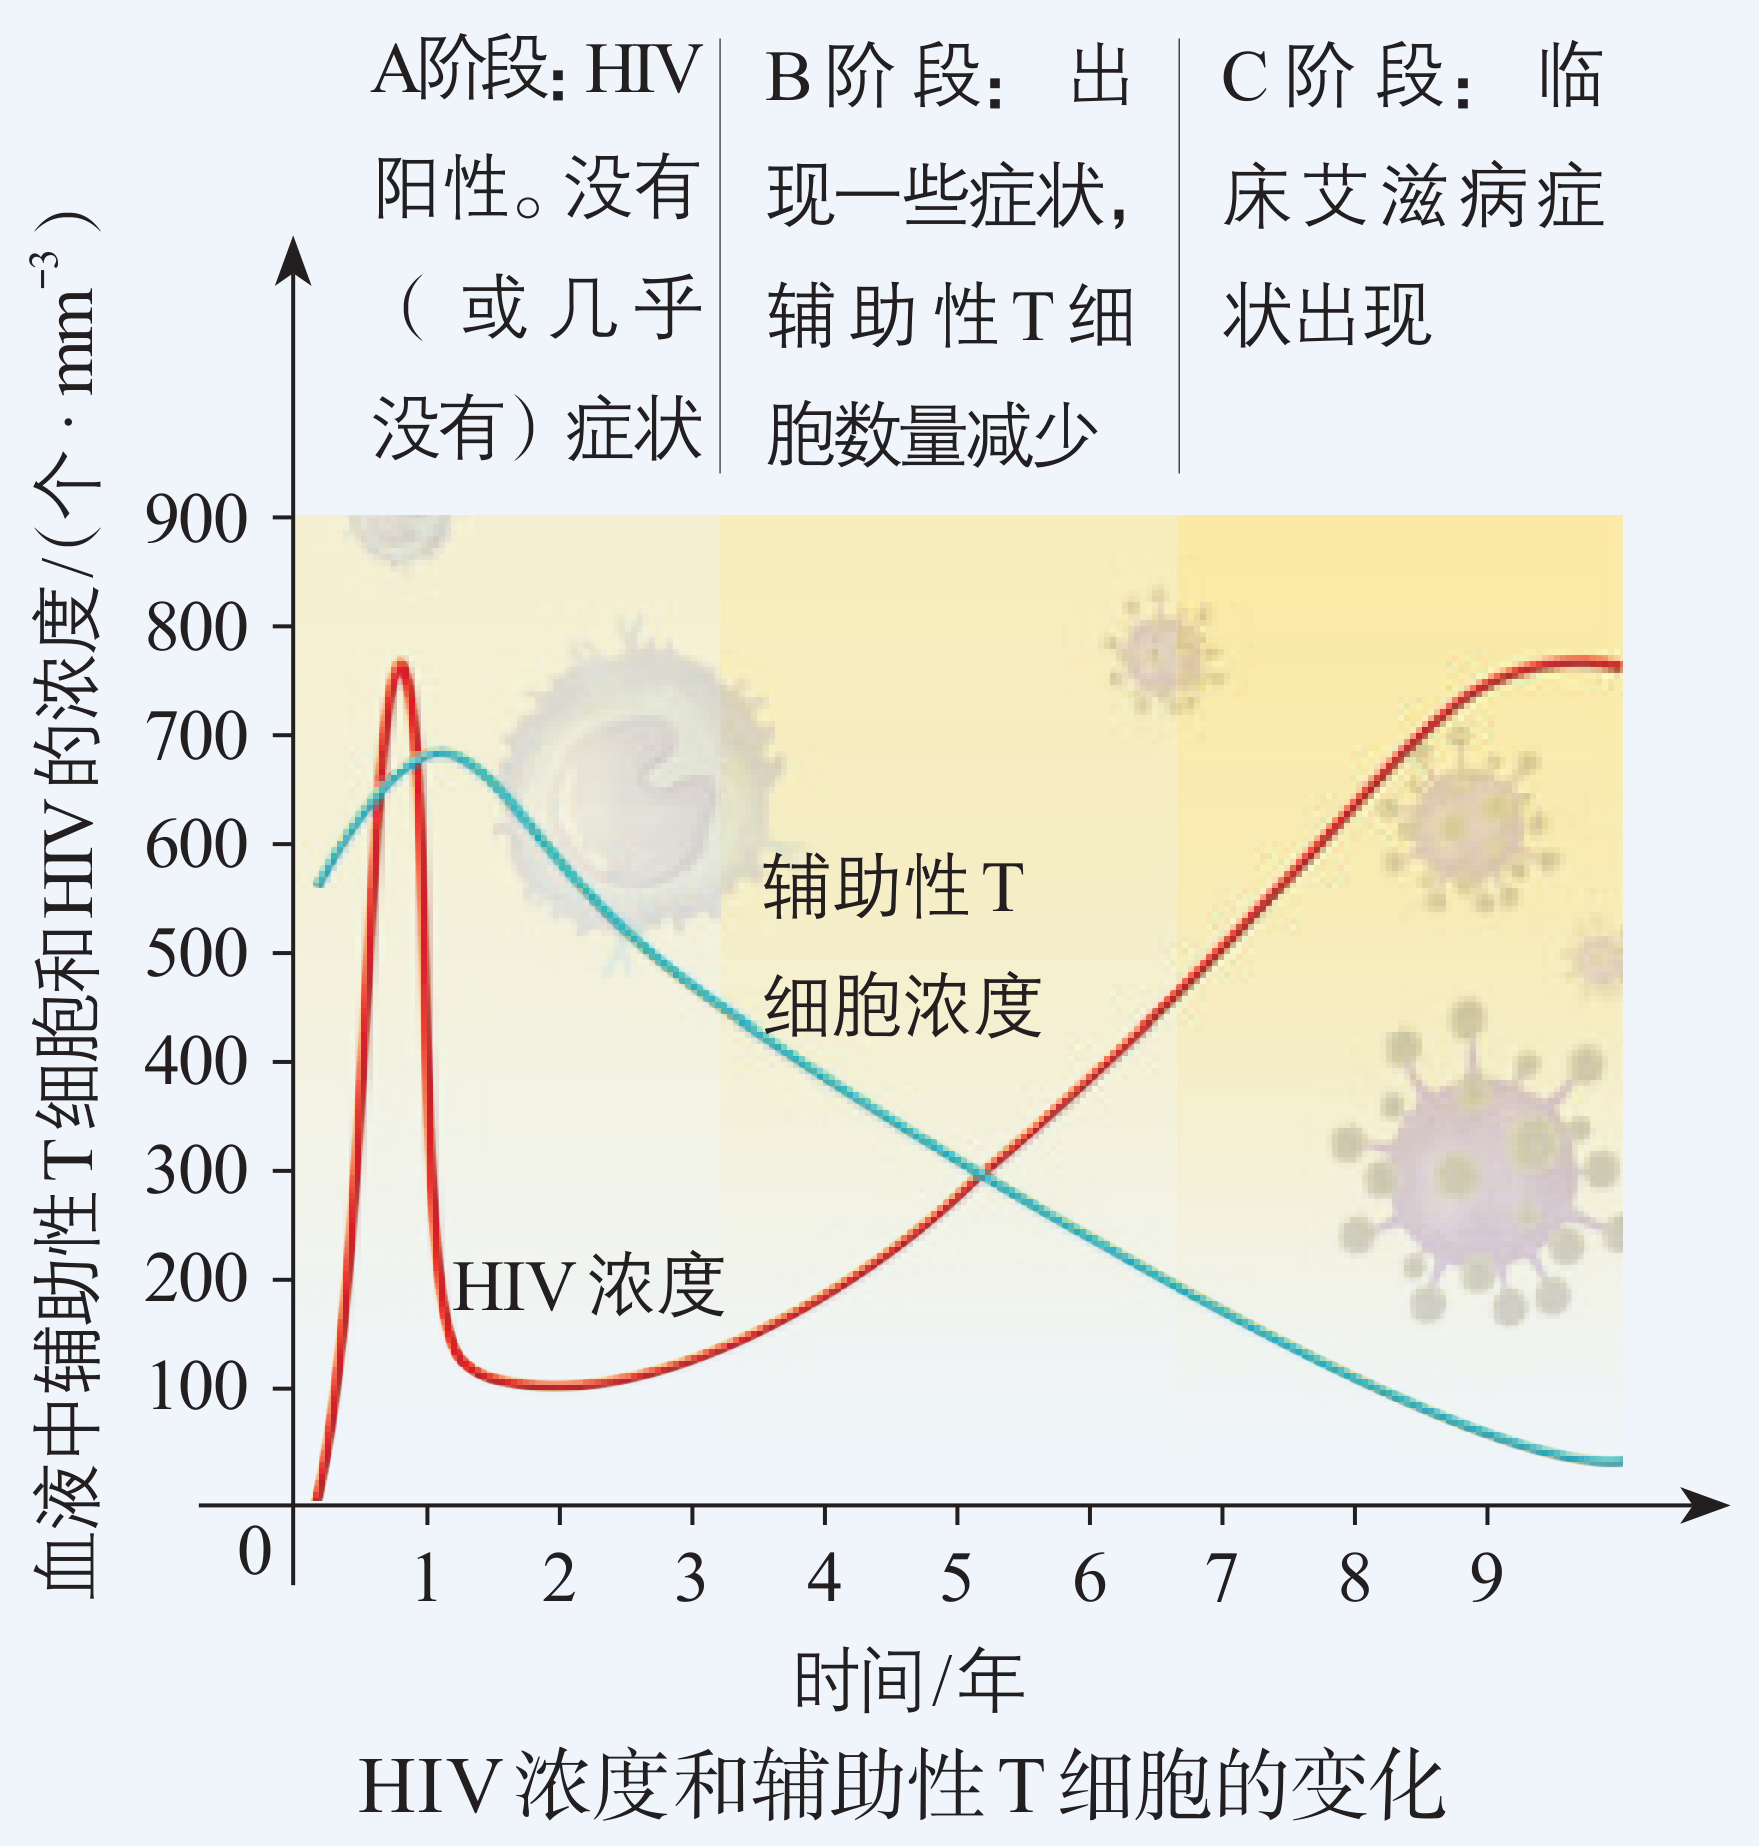 A阶段：HIV
阳性。没有
（或几乎
没有）症状
B阶段：出
现一些症状，
辅助性T细
胞数量减少
C阶段：临
床艾滋病症
状出现
血液中辅助性T细胞和HIV的浓度/(个·mm⁻³)
900
800
700
600
500
400
300
200
100
0
辅助性T
细胞浓度
HIV浓度
1 2 3 4 5 6 7 8 9
时间/年
HIV浓度和辅助性T细胞的变化